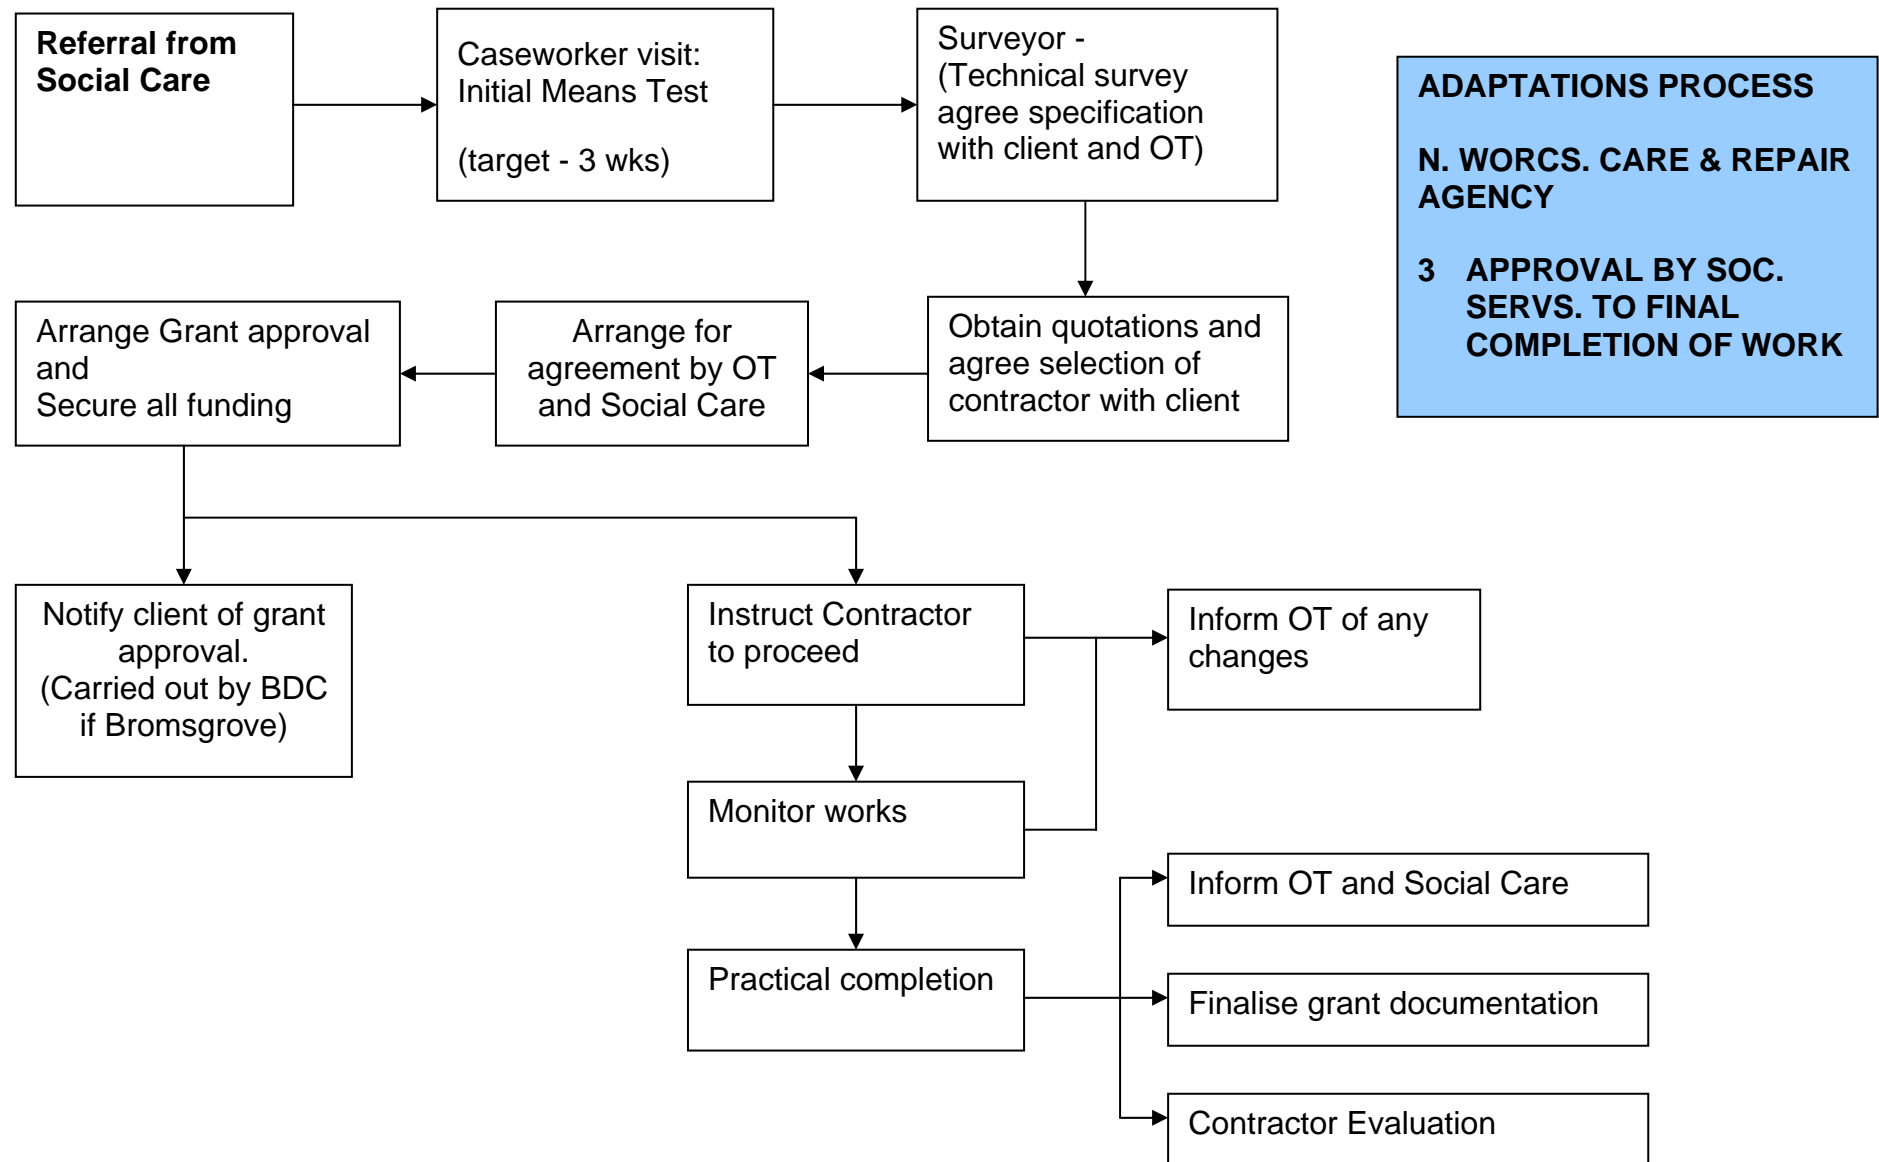 Referral from
Social Care
Caseworker visit:
Initial Means Test
(target - 3 wks)
Surveyor -
(Technical survey
agree specification
with client and OT)
ADAPTATIONS PROCESS
N. WORCS. CARE & REPAIR
AGENCY
3 APPROVAL BY SOC.
SERVS. TO FINAL
COMPLETION OF WORK
Arrange Grant approval
and
Secure all funding
Arrange for
agreement by OT
and Social Care
Obtain quotations and
agree selection of
contractor with client
Notify client of grant
approval.
(Carried out by BDC
if Bromsgrove)
Instruct Contractor
to proceed
Inform OT of any
changes
Monitor works
Inform OT and Social Care
Practical completion
Finalise grant documentation
Contractor Evaluation